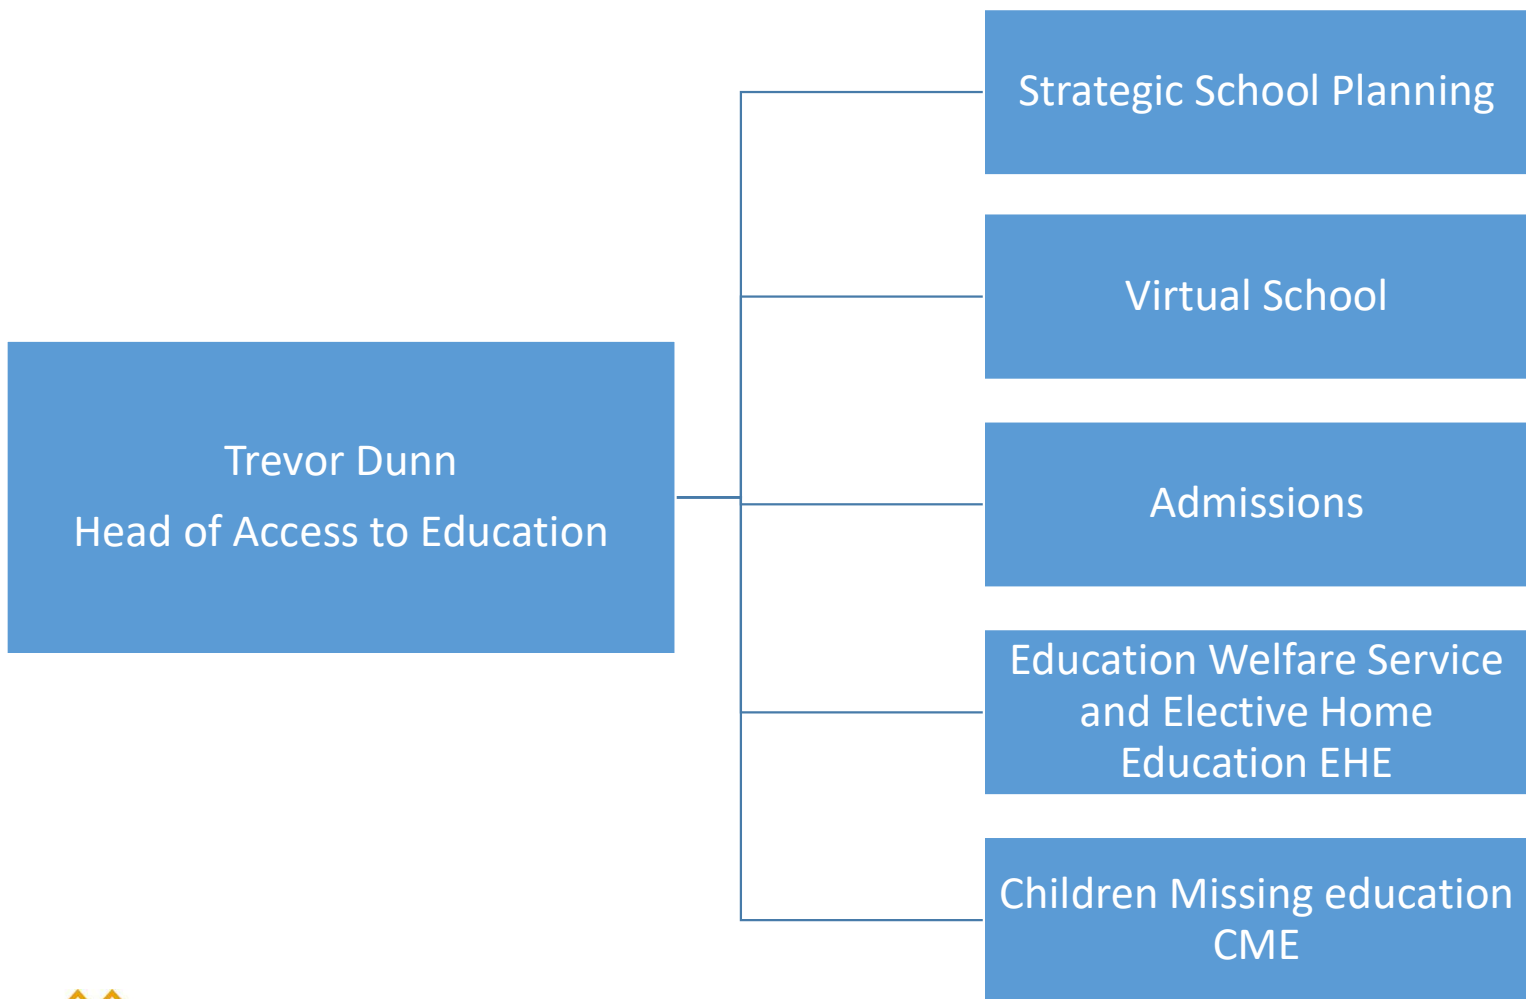 Strategic School Planning
Virtual School
Trevor Dunn
Head of Access to Education
Admissions
Education Welfare Service
and Elective Home
Education EHE
Children Missing education
CME